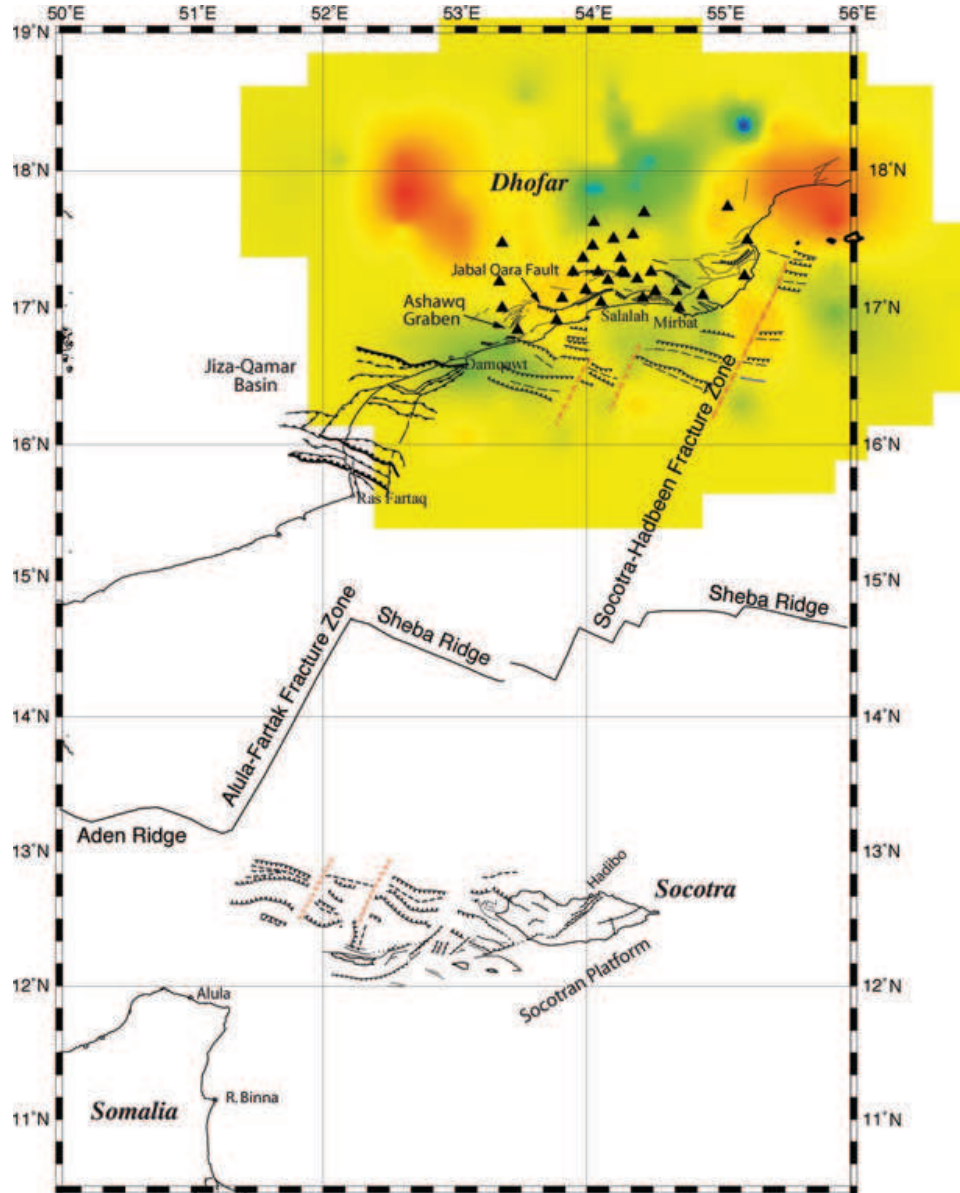 50°E
51°E
52°E
53°E
54°E
55°E
56°E
19°N
19°N
18°N
18°N
Dhofar
Jabal Qara Fault
17°N
17°N
Ashawq
Graben
Salalah
Mirbat
Jiza-Qamar
Basin
Damqawt
16°N
16°N
Ras Fartaq
Socotra-Hadbeen Fracture Zone
15°N
15°N
Sheba Ridge
Sheba Ridge
Alula-Fartak Fracture Zone
14°N
14°N
Aden Ridge
13°N
13°N
Hadibo
Socotra
Socotran Platform
12°N
12°N
Alula
R. Binna
Somalia
11°N
11°N